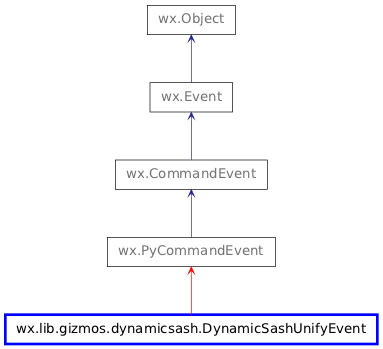 wx.Object
wx.Event
wx.CommandEvent
wx.PyCommandEvent
wx.lib.gizmos.dynamicsash.DynamicSashUnifyEvent